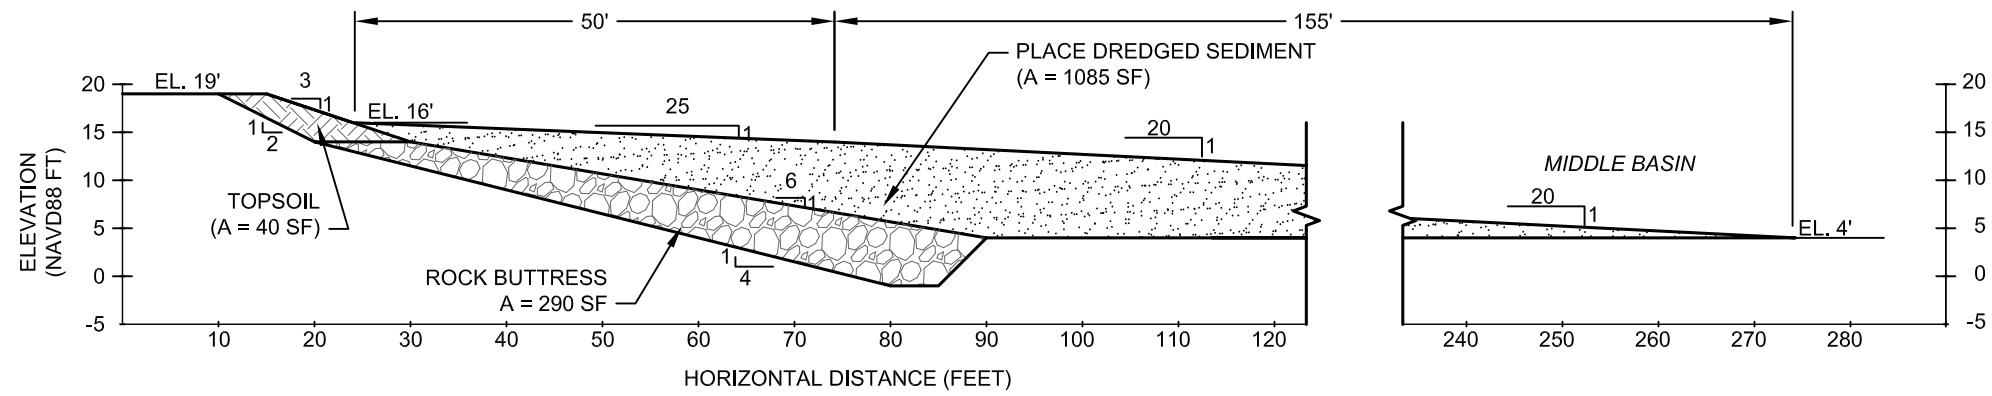 50'
155'
PLACE DREDGED SEDIMENT
(A = 1085 SF)
EL. 19'
3
1
EL. 16'
25
1
20
1
1
2
TOPSOIL
(A = 40 SF)
6
1
MIDDLE BASIN
20
1
EL. 4'
ROCK BUTTRESS
A = 290 SF
1
4
ELEVATION
(NAVD88 FT)
20
15
10
5
0
-5
20
15
10
5
0
-5
10 20 30 40 50 60 70 80 90 100 110 120 240 250 260 270 280
HORIZONTAL DISTANCE (FEET)